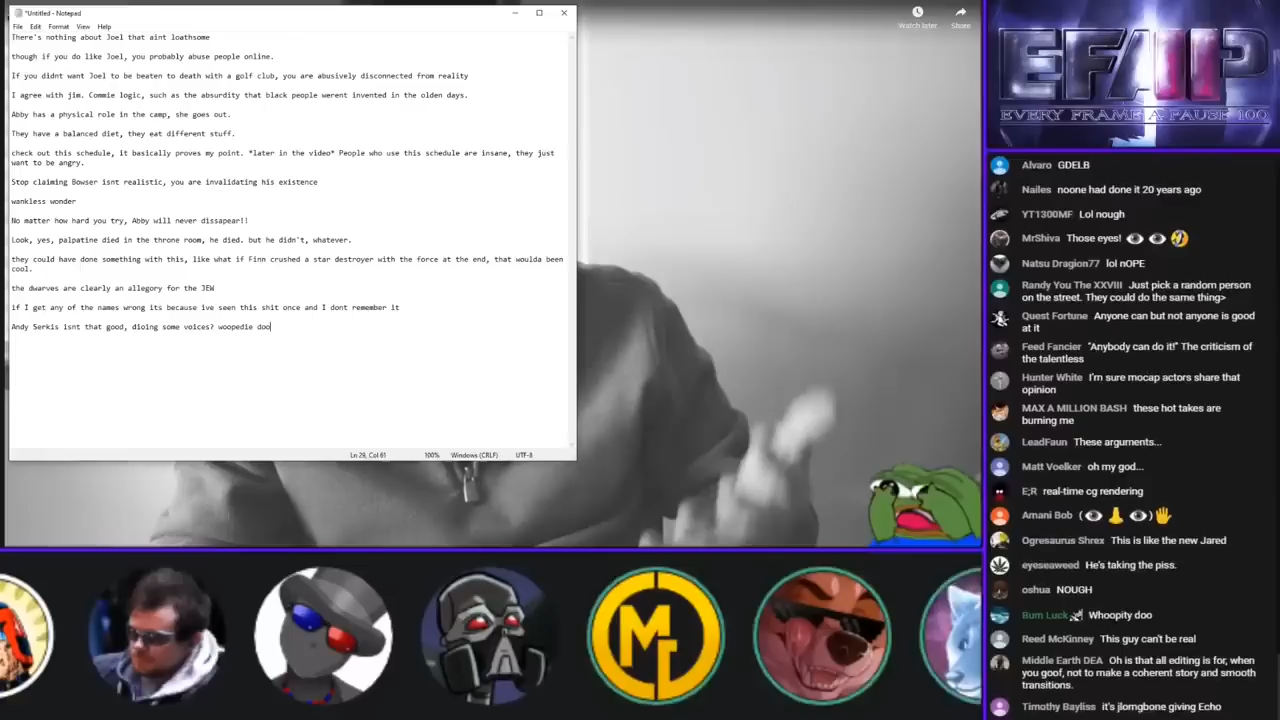 *Untitled - Notepad
File Edit Format View Help
There's nothing about Joel that aint loathsome
though if you do like Joel, you probably abuse people online.
If you didnt want Joel to be beaten to death with a golf club, you are abusively disconnected from reality
I agree with jim. Commie logic, such as the absurdity that black people werent invented in the olden days.
Abby has a physical role in the camp, she goes out.
They have a balanced diet, they eat different stuff.
check out this schedule, it basically proves my point. *later in the video* People who use this schedule are insane, they just
want to be angry.
Stop claiming Bowser isnt realistic, you are invalidating his existence
wankless wonder
No matter how hard you try, Abby will never dissapear!!
Look, yes, palpatine died in the throne room, he died. but he didn't, whatever.
they could have done something with this, like what if Finn crushed a star destroyer with the force at the end, that woulda been
cool.
the dwarves are clearly an allegory for the JEW
if I get any of the names wrong its because ive seen this shit once and I dont remember it
Andy Serkis isnt that good, dioing some voices? woopedie doo
Ln 29, Col 61 100% Windows (CRLF) UTF-8
Watch later Share
EFAP
EVERY FRAME A PAUSE 100
Alvaro GDELB
Nailes noone had done it 20 years ago
YT1300MF Lol nough
MrShiva Those eyes! 👁 👁 🤣
Natsu Dragion77 lol nOPE
Randy You The XXVIII Just pick a random person
on the street. They could do the same thing>
Quest Fortune Anyone can but not anyone is good
at it
Feed Fancier "Anybody can do it!" The criticism of
the talentless
Hunter White I'm sure mocap actors share that
opinion
MAX A MILLION BASH these hot takes are
burning me
LeadFaun These arguments...
Matt Voelker oh my god...
E;R real-time cg rendering
Amani Bob (👁 👃 👁)🖐
Ogresaurus Shrex This is like the new Jared
eyeseaweed He's taking the piss.
oshua NOUGH
Bum Luck Whoopity doo
Reed McKinney This guy can't be real
Middle Earth DEA Oh is that all editing is for, when
you goof, not to make a coherent story and smooth
transitions.
Timothy Bayliss it's jlorngbone giving Echo